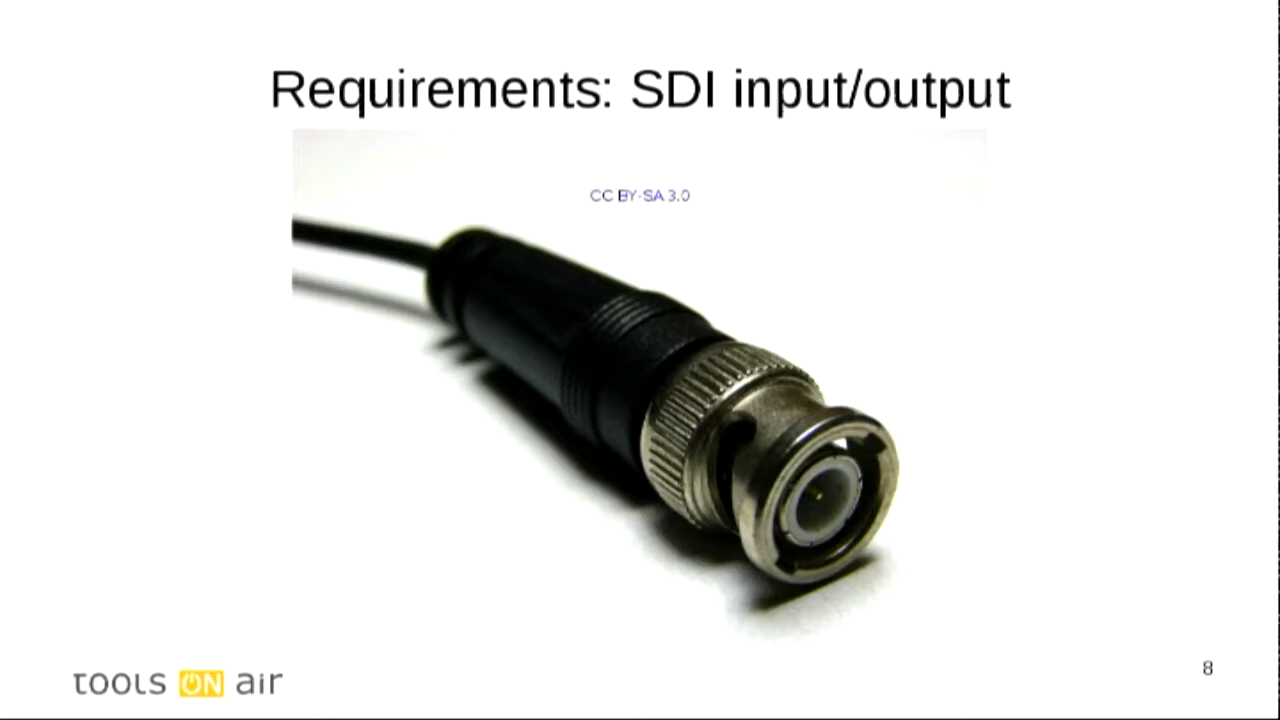 Requirements: SDI input/output
CC BY-SA 3.0
TOOLS ON AIR
8